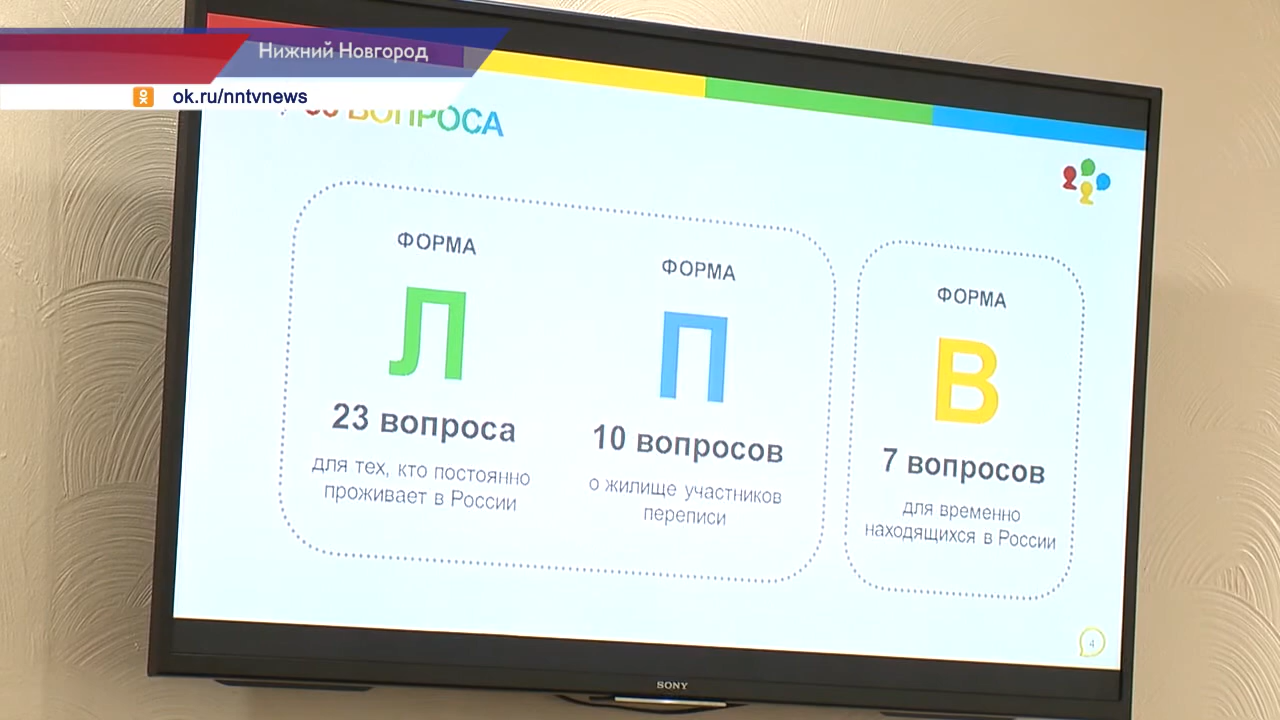 Нижний Новгород
ok.ru/nntvnews
ВОПРОСА
ФОРМА
Л
23 вопроса
для тех, кто постоянно
проживает в России
ФОРМА
П
10 вопросов
о жилище участников
переписи
ФОРМА
В
7 вопросов
для временно
находящихся в России
4
SONY